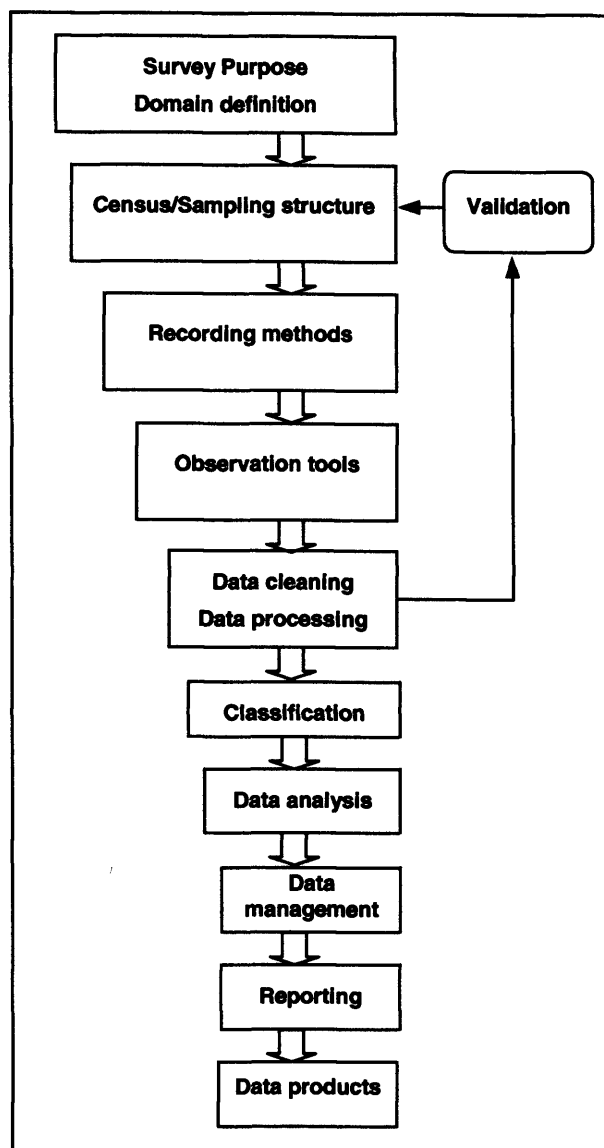 Survey Purpose
Domain definition
Census/Sampling structure
Validation
Recording methods
Observation tools
Data cleaning
Data processing
Classification
Data analysis
Data
management
Reporting
Data products